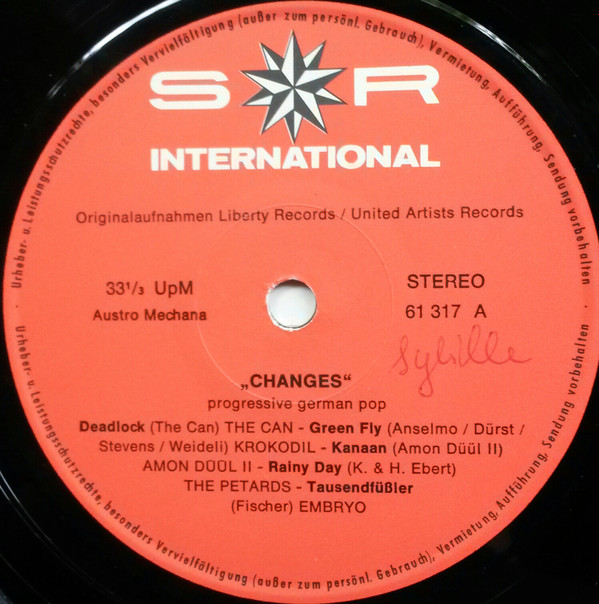 Urheber- u. Leistungsschutzrechte, besonders Vervielfältigung (außer zum persönl. Gebrauch), Vermietung, Aufführung, Sendung vorbehalten -
S R
INTERNATIONAL
Originalaufnahmen Liberty Records / United Artists Records
33 1/3 UpM
Austro Mechana
STEREO
61 317 A
Sybille
„CHANGES“
progressive german pop
Deadlock (The Can) THE CAN - Green Fly (Anselmo / Dürst /
Stevens / Weideli) KROKODIL - Kanaan (Amon Düül II)
AMON DÜÜL II - Rainy Day (K. & H. Ebert)
THE PETARDS - Tausendfüßler
(Fischer) EMBRYO
Urheber- u. Leistungsschutzrechte, besonders Vervielfältigung (außer zum persönl. Gebrauch), Vermietung, Aufführung, Sendung vorbehalten -